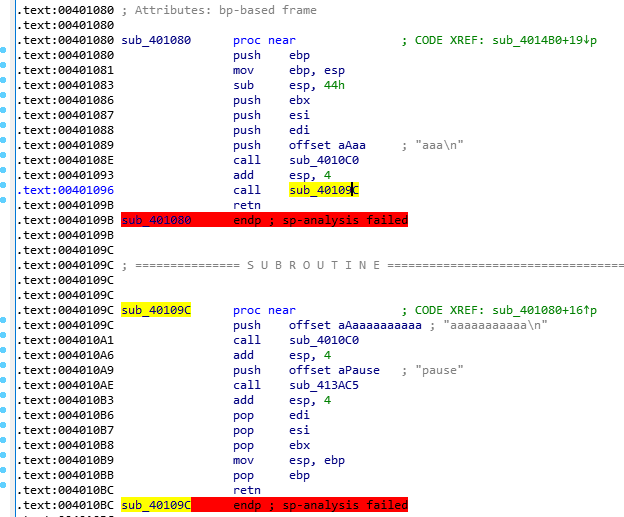 .text:00401080 ; Attributes: bp-based frame
.text:00401080
.text:00401080 sub_401080 proc near ; CODE XREF: sub_4014B0+19↓p
.text:00401080 push ebp
.text:00401081 mov ebp, esp
.text:00401083 sub esp, 44h
.text:00401086 push ebx
.text:00401087 push esi
.text:00401088 push edi
.text:00401089 push offset aAaa ; "aaa\n"
.text:0040108E call sub_4010C0
.text:00401093 add esp, 4
.text:00401096 call sub_40109C
.text:0040109B retn
.text:0040109B sub_401080 endp ; sp-analysis failed
.text:0040109B
.text:0040109C
.text:0040109C ; =============== S U B R O U T I N E =================================
.text:0040109C
.text:0040109C
.text:0040109C sub_40109C proc near ; CODE XREF: sub_401080+16↑p
.text:0040109C push offset aAaaaaaaaaaa ; "aaaaaaaaaaa\n"
.text:004010A1 call sub_4010C0
.text:004010A6 add esp, 4
.text:004010A9 push offset aPause ; "pause"
.text:004010AE call sub_413AC5
.text:004010B3 add esp, 4
.text:004010B6 pop edi
.text:004010B7 pop esi
.text:004010B8 pop ebx
.text:004010B9 mov esp, ebp
.text:004010BB pop ebp
.text:004010BC retn
.text:004010BC sub_40109C endp ; sp-analysis failed